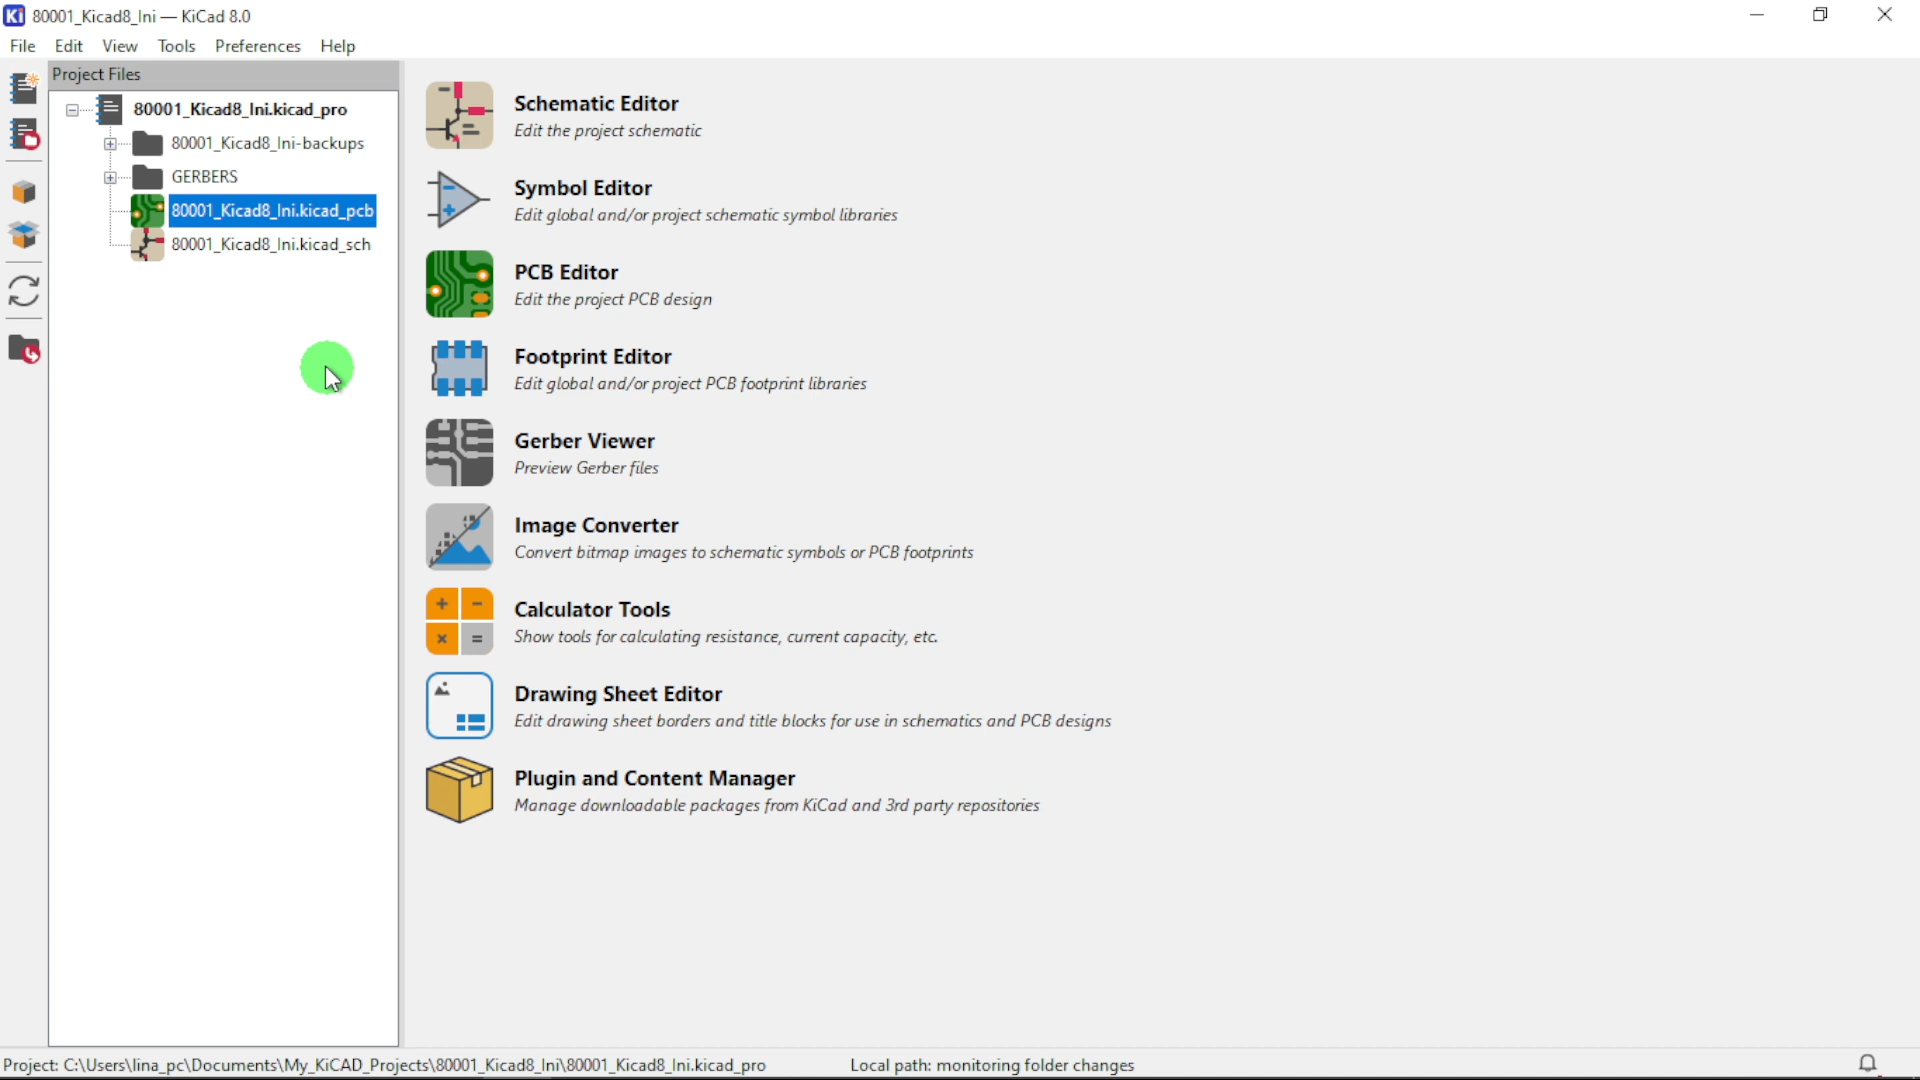 Ki 80001_Kicad8_Ini — KiCad 8.0
File Edit View Tools Preferences Help
Project Files
80001_Kicad8_Ini.kicad_pro
80001_Kicad8_Ini-backups
GERBERS
80001_Kicad8_Ini.kicad_pcb
80001_Kicad8_Ini.kicad_sch
Schematic Editor
Edit the project schematic
Symbol Editor
Edit global and/or project schematic symbol libraries
PCB Editor
Edit the project PCB design
Footprint Editor
Edit global and/or project PCB footprint libraries
Gerber Viewer
Preview Gerber files
Image Converter
Convert bitmap images to schematic symbols or PCB footprints
Calculator Tools
Show tools for calculating resistance, current capacity, etc.
Drawing Sheet Editor
Edit drawing sheet borders and title blocks for use in schematics and PCB designs
Plugin and Content Manager
Manage downloadable packages from KiCad and 3rd party repositories
Project: C:\Users\lina_pc\Documents\My_KiCAD_Projects\80001_Kicad8_Ini\80001_Kicad8_Ini.kicad_pro Local path: monitoring folder changes